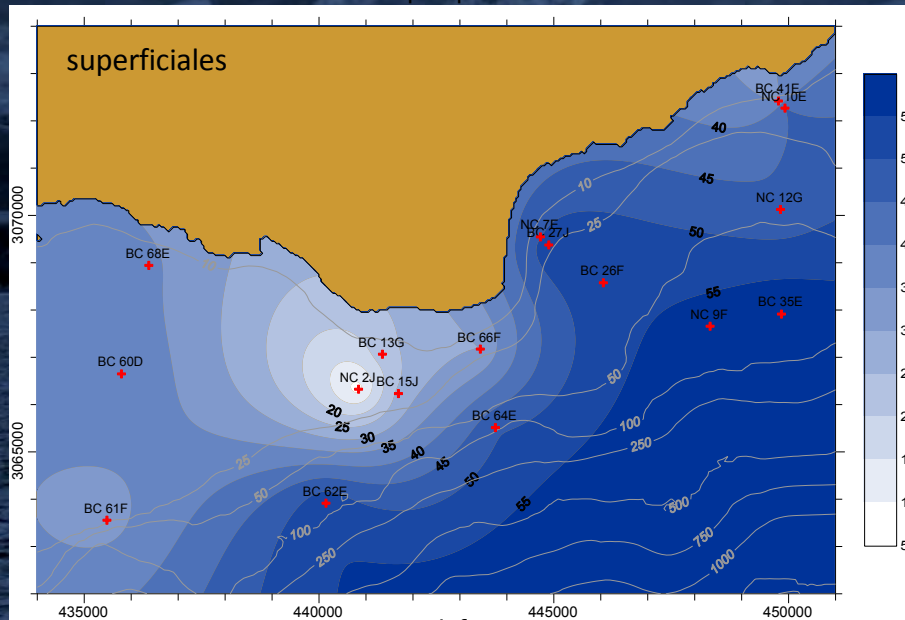 superficiales
BC 41E
NC 10E
40
10
45
NC 12G
25
50
NC 7E
BC 27J
BC 68E
BC 26F
55
BC 35E
NC 9F
BC 13G
BC 66F
BC 60D
NC 2J
BC 15J
50
20
25
30
35
40
45
50
55
BC 64E
100
250
25
50
BC 62E
100
250
500
750
1000
BC 61F
3070000
3065000
435000
440000
445000
450000
5